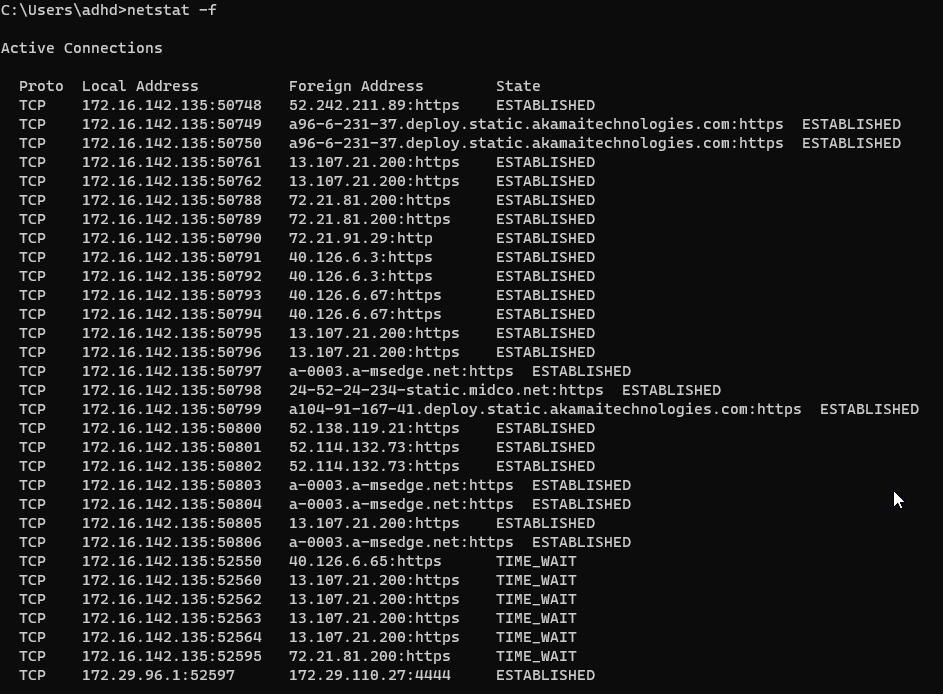 C:\Users\adhd>netstat -f
Active Connections
Proto  Local Address          Foreign Address        State
TCP    172.16.142.135:50748   52.242.211.89:https    ESTABLISHED
TCP    172.16.142.135:50749   a96-6-231-37.deploy.static.akamaitechnologies.com:https  ESTABLISHED
TCP    172.16.142.135:50750   a96-6-231-37.deploy.static.akamaitechnologies.com:https  ESTABLISHED
TCP    172.16.142.135:50761   13.107.21.200:https    ESTABLISHED
TCP    172.16.142.135:50762   13.107.21.200:https    ESTABLISHED
TCP    172.16.142.135:50788   72.21.81.200:https     ESTABLISHED
TCP    172.16.142.135:50789   72.21.81.200:https     ESTABLISHED
TCP    172.16.142.135:50790   72.21.91.29:http       ESTABLISHED
TCP    172.16.142.135:50791   40.126.6.3:https       ESTABLISHED
TCP    172.16.142.135:50792   40.126.6.3:https       ESTABLISHED
TCP    172.16.142.135:50793   40.126.6.67:https      ESTABLISHED
TCP    172.16.142.135:50794   40.126.6.67:https      ESTABLISHED
TCP    172.16.142.135:50795   13.107.21.200:https    ESTABLISHED
TCP    172.16.142.135:50796   13.107.21.200:https    ESTABLISHED
TCP    172.16.142.135:50797   a-0003.a-msedge.net:https  ESTABLISHED
TCP    172.16.142.135:50798   24-52-24-234-static.midco.net:https  ESTABLISHED
TCP    172.16.142.135:50799   a104-91-167-41.deploy.static.akamaitechnologies.com:https  ESTABLISHED
TCP    172.16.142.135:50800   52.138.119.21:https    ESTABLISHED
TCP    172.16.142.135:50801   52.114.132.73:https    ESTABLISHED
TCP    172.16.142.135:50802   52.114.132.73:https    ESTABLISHED
TCP    172.16.142.135:50803   a-0003.a-msedge.net:https  ESTABLISHED
TCP    172.16.142.135:50804   a-0003.a-msedge.net:https  ESTABLISHED
TCP    172.16.142.135:50805   13.107.21.200:https    ESTABLISHED
TCP    172.16.142.135:50806   a-0003.a-msedge.net:https  ESTABLISHED
TCP    172.16.142.135:52550   40.126.6.65:https      TIME_WAIT
TCP    172.16.142.135:52560   13.107.21.200:https    TIME_WAIT
TCP    172.16.142.135:52562   13.107.21.200:https    TIME_WAIT
TCP    172.16.142.135:52563   13.107.21.200:https    TIME_WAIT
TCP    172.16.142.135:52564   13.107.21.200:https    TIME_WAIT
TCP    172.16.142.135:52595   72.21.81.200:https     TIME_WAIT
TCP    172.29.96.1:52597      172.29.110.27:4444     ESTABLISHED